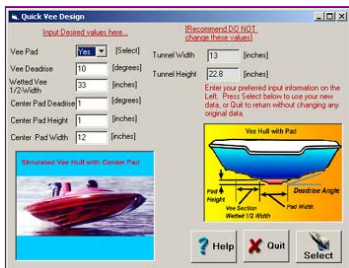 Quick Vee Design
Input Desired values here...
[Recommend DO NOT
change these values]
Vee Pad Yes [Select]
Vee Deadrise 10 [degrees]
Wetted Vee
1/2-Width 33 [inches]
Center Pad Deadrise 1 [degrees]
Center Pad Height 1 [inches]
Center Pad Width 12 [inches]
Tunnel Width 13 [inches]
Tunnel Height 22.8 [inches]
Enter your preferred input information on the
Left. Press Select below to use your new
data, or Quit to return without changing any
original data.
Simulated Vee Hull with Center Pad
Vee Hull with Pad
Pad
Height
Deadrise Angle
Vee Section
Wetted 1/2 Width
Pad Width
? Help
X Quit
Select